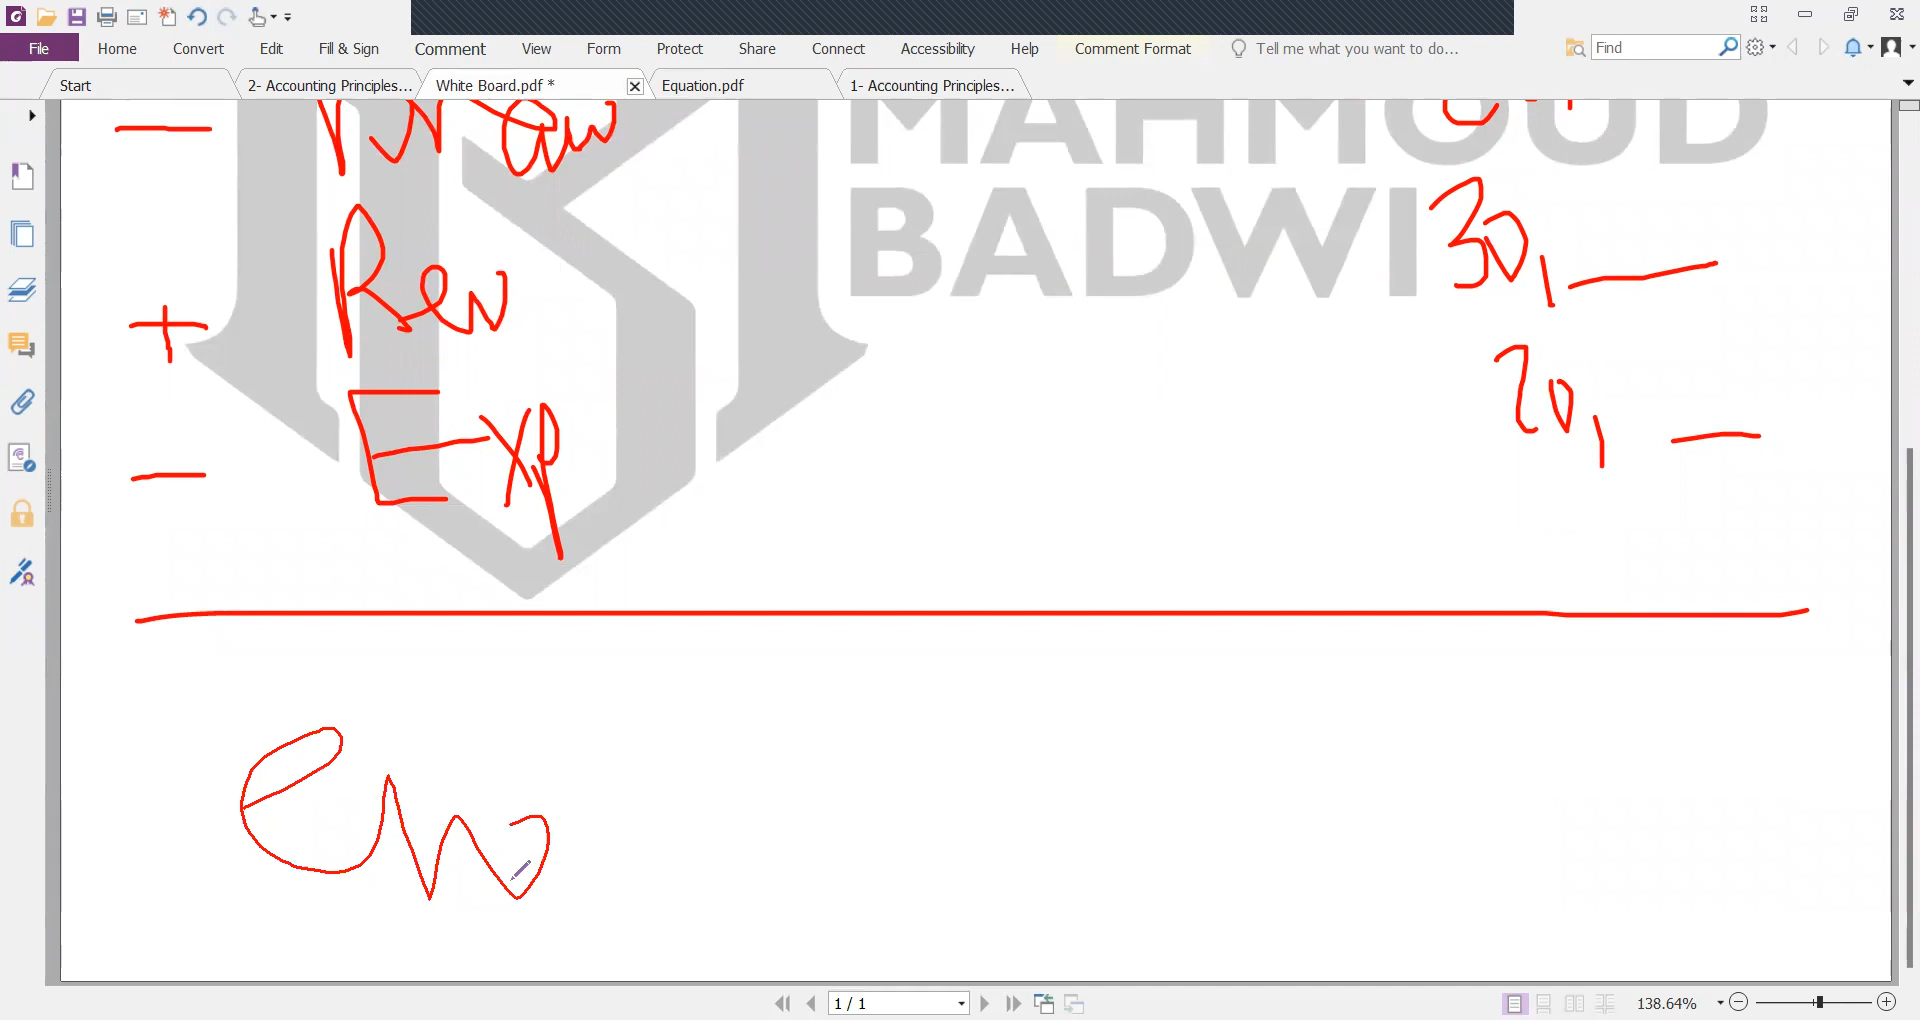 File Home Convert Edit Fill & Sign Comment View Form Protect Share Connect Accessibility Help Comment Format Tell me what you want to do... Find
Start 2- Accounting Principles... White Board.pdf * Equation.pdf 1- Accounting Principles...
MAHMOUD
BADWI
—
+ Rev 30, —
— Exp 20, —
1 / 1 138.64%